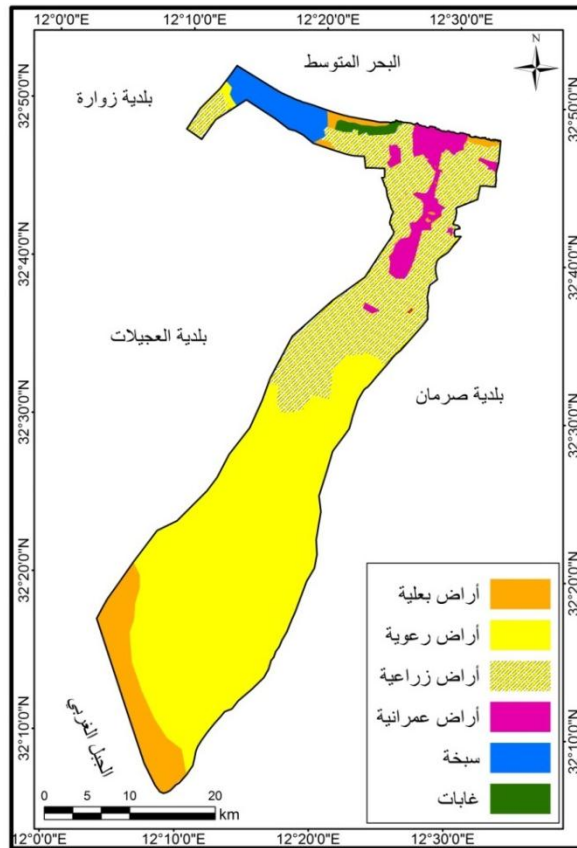 12°0'0"E 12°10'0"E 12°20'0"E 12°30'0"E
N
البحر المتوسط
بلدية زوارة
32°50'0"N
32°50'0"N
32°40'0"N
32°40'0"N
بلدية العجيلات
بلدية صرمان
32°30'0"N
32°30'0"N
32°20'0"N
32°20'0"N
أراض بعلية
أراض رعوية
أراض زراعية
أراض عمرانية
سبخة
غابات
32°10'0"N
32°10'0"N
الجبل الغربي
0 5 10 20
km
12°0'0"E 12°10'0"E 12°20'0"E 12°30'0"E